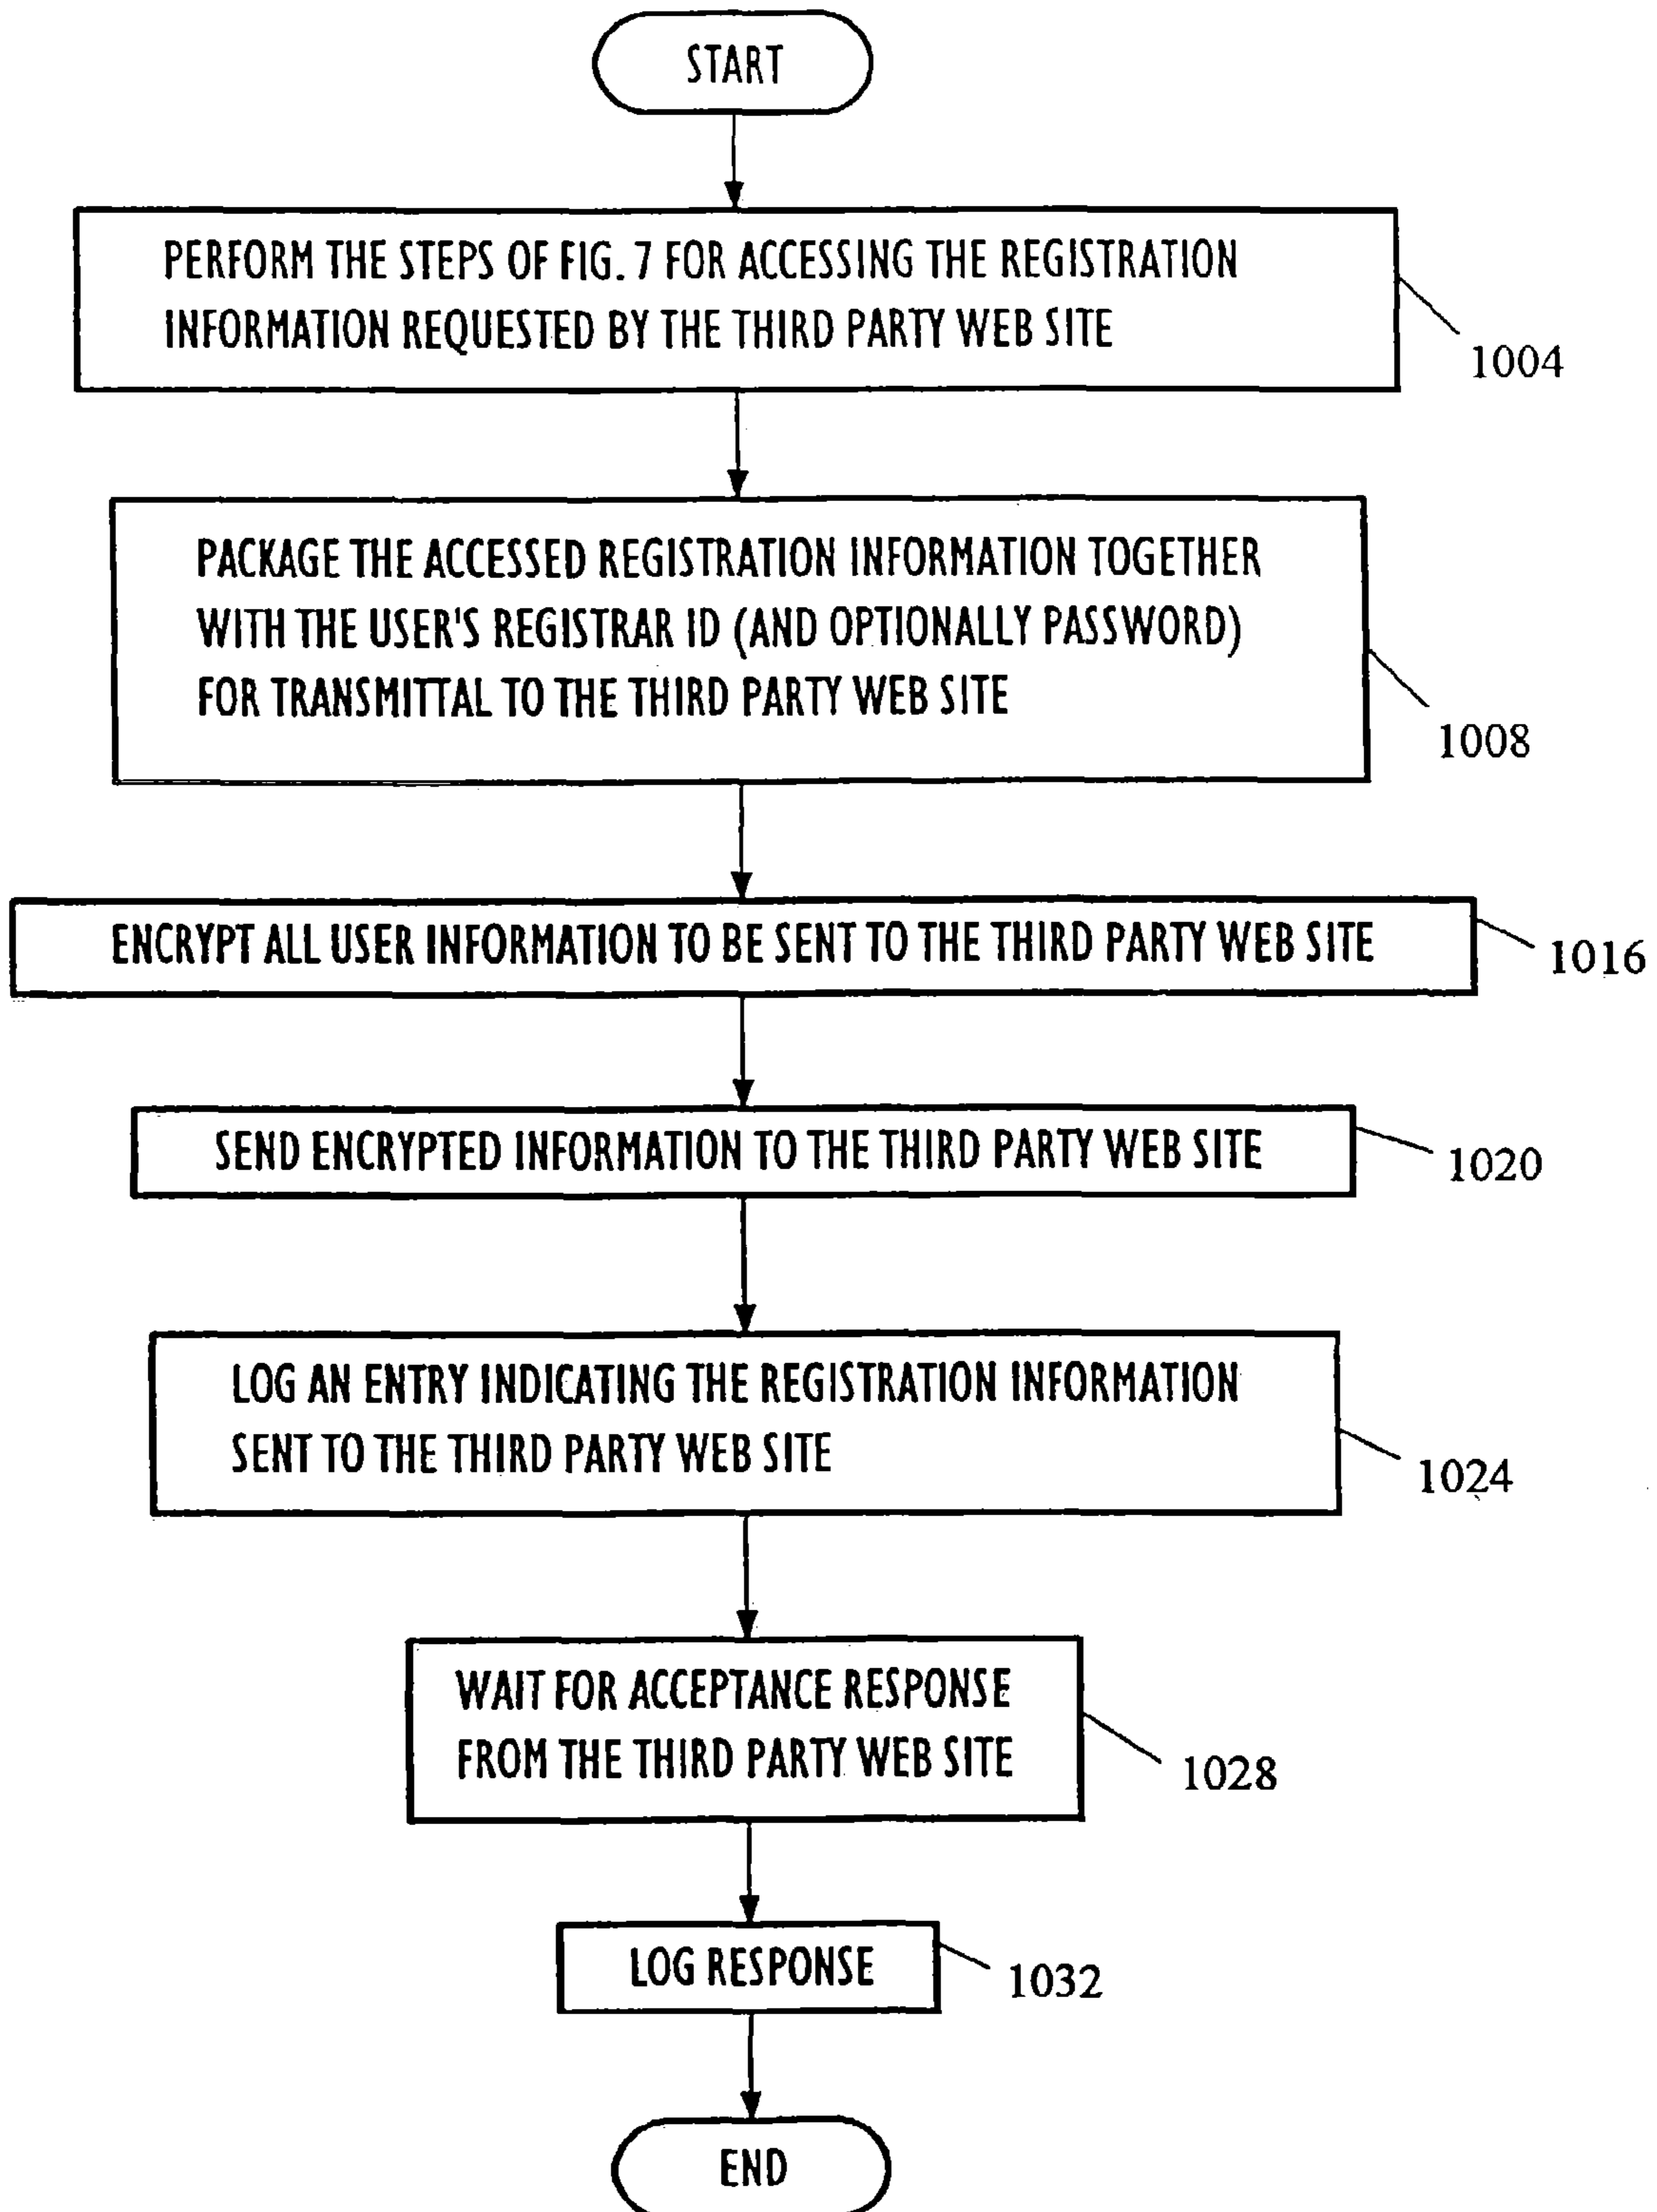 START
PERFORM THE STEPS OF FIG. 7 FOR ACCESSING THE REGISTRATION
INFORMATION REQUESTED BY THE THIRD PARTY WEB SITE
1004
PACKAGE THE ACCESSED REGISTRATION INFORMATION TOGETHER
WITH THE USER'S REGISTRAR ID (AND OPTIONALLY PASSWORD)
FOR TRANSMITTAL TO THE THIRD PARTY WEB SITE
1008
ENCRYPT ALL USER INFORMATION TO BE SENT TO THE THIRD PARTY WEB SITE
1016
SEND ENCRYPTED INFORMATION TO THE THIRD PARTY WEB SITE
1020
LOG AN ENTRY INDICATING THE REGISTRATION INFORMATION
SENT TO THE THIRD PARTY WEB SITE
1024
WAIT FOR ACCEPTANCE RESPONSE
FROM THE THIRD PARTY WEB SITE
1028
LOG RESPONSE
1032
END